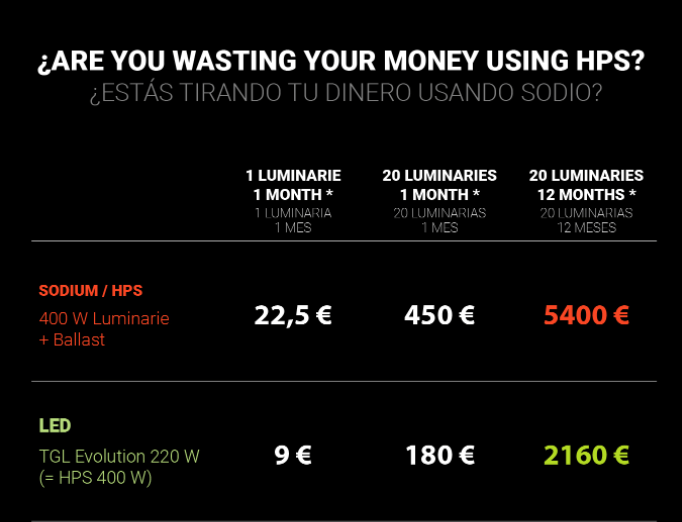 ¿ARE YOU WASTING YOUR MONEY USING HPS?
¿ESTÁS TIRANDO TU DINERO USANDO SODIO?
1 LUMINARIE 20 LUMINARIES 20 LUMINARIES
1 MONTH * 1 MONTH * 12 MONTHS *
1 LUMINARIA 20 LUMINARIAS 20 LUMINARIAS
1 MES 1 MES 12 MESES
SODIUM / HPS
400 W Luminarie
+ Ballast
22,5 € 450 € 5400 €
LED
TGL Evolution 220 W
(= HPS 400 W)
9 € 180 € 2160 €